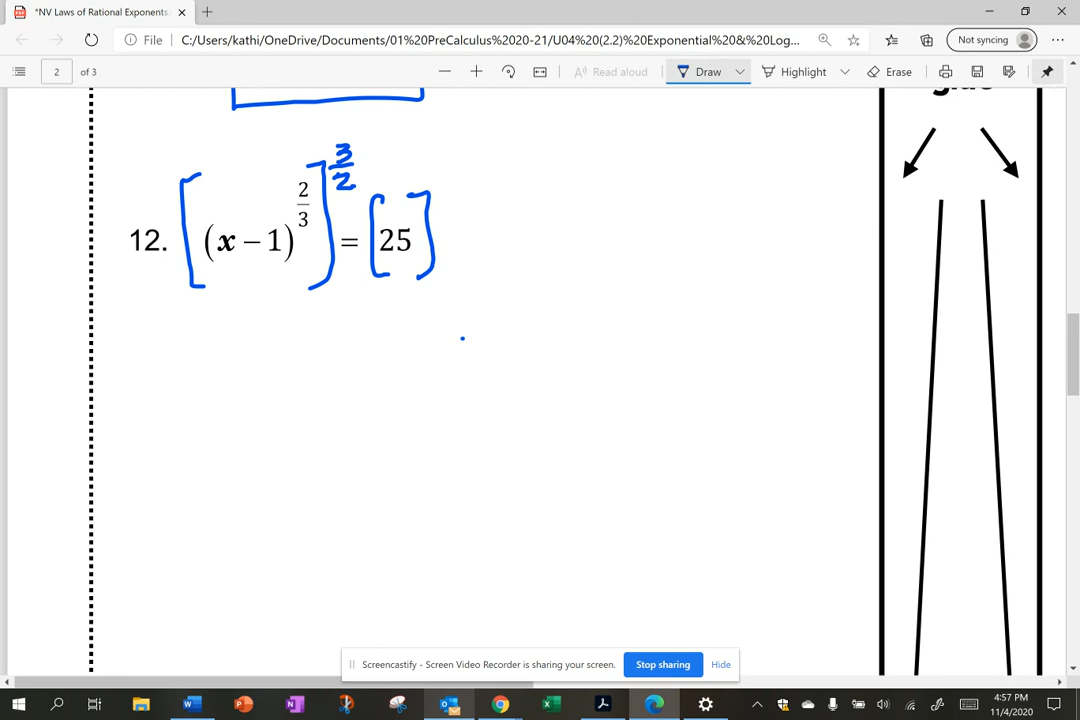 *NV Laws of Rational Exponents.
File C:/Users/kathi/OneDrive/Documents/01%20PreCalculus%2020-21/U04%20(2.2)%20Exponential%20&%20Log... Not syncing
2 of 3 Read aloud Draw Highlight Erase
12. [(x − 1)^(2/3)]^(3/2) = [25]
Screencastify - Screen Video Recorder is sharing your screen. Stop sharing Hide
4:57 PM
11/4/2020